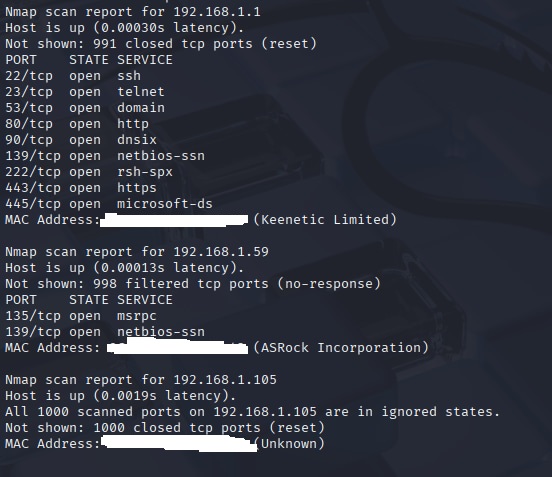 Nmap scan report for 192.168.1.1
Host is up (0.00030s latency).
Not shown: 991 closed tcp ports (reset)
PORT    STATE SERVICE
22/tcp  open  ssh
23/tcp  open  telnet
53/tcp  open  domain
80/tcp  open  http
90/tcp  open  dnsix
139/tcp open  netbios-ssn
222/tcp open  rsh-spx
443/tcp open  https
445/tcp open  microsoft-ds
MAC Address: (Keenetic Limited)
Nmap scan report for 192.168.1.59
Host is up (0.00013s latency).
Not shown: 998 filtered tcp ports (no-response)
PORT    STATE SERVICE
135/tcp open  msrpc
139/tcp open  netbios-ssn
MAC Address: (ASRock Incorporation)
Nmap scan report for 192.168.1.105
Host is up (0.0019s latency).
All 1000 scanned ports on 192.168.1.105 are in ignored states.
Not shown: 1000 closed tcp ports (reset)
MAC Address: (Unknown)